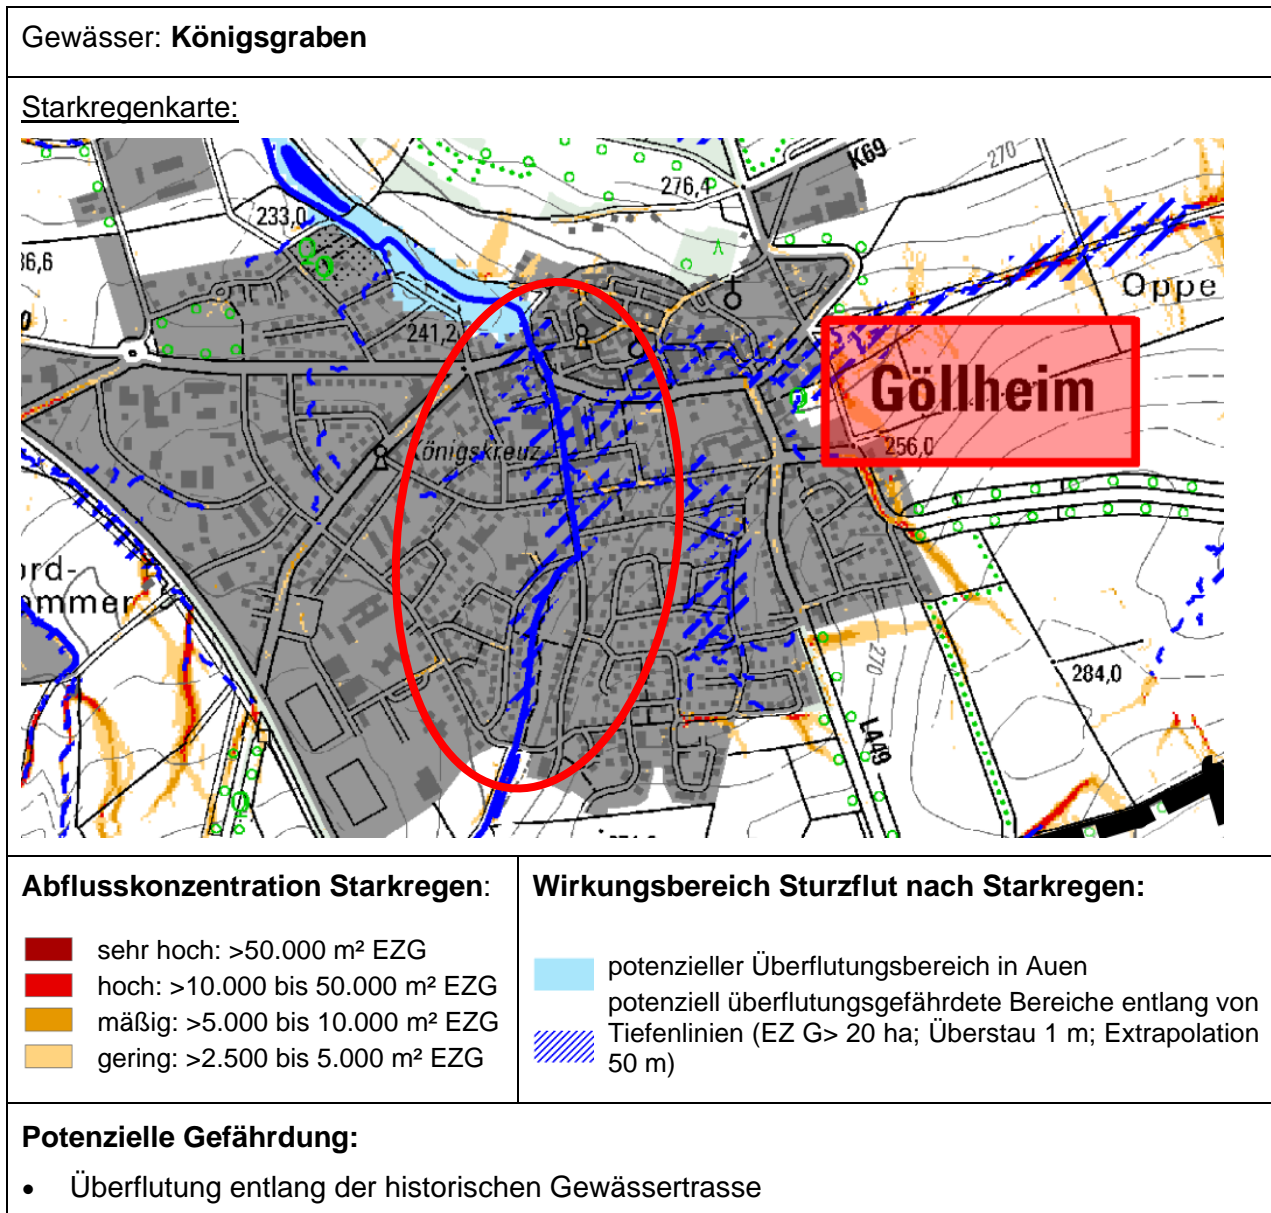 Gewässer: Königsgraben
Starkregenkarte:
K69
270
276,4
233,0
36,6
Oppe
241,2
Göllheim
256,0
Königskreuz
ord-
ammer
270
284,0
L449
Abflusskonzentration Starkregen:
sehr hoch: >50.000 m² EZG
hoch: >10.000 bis 50.000 m² EZG
mäßig: >5.000 bis 10.000 m² EZG
gering: >2.500 bis 5.000 m² EZG
Wirkungsbereich Sturzflut nach Starkregen:
potenzieller Überflutungsbereich in Auen
potenziell überflutungsgefährdete Bereiche entlang von
Tiefenlinien (EZ G> 20 ha; Überstau 1 m; Extrapolation
50 m)
Potenzielle Gefährdung:
• Überflutung entlang der historischen Gewässertrasse